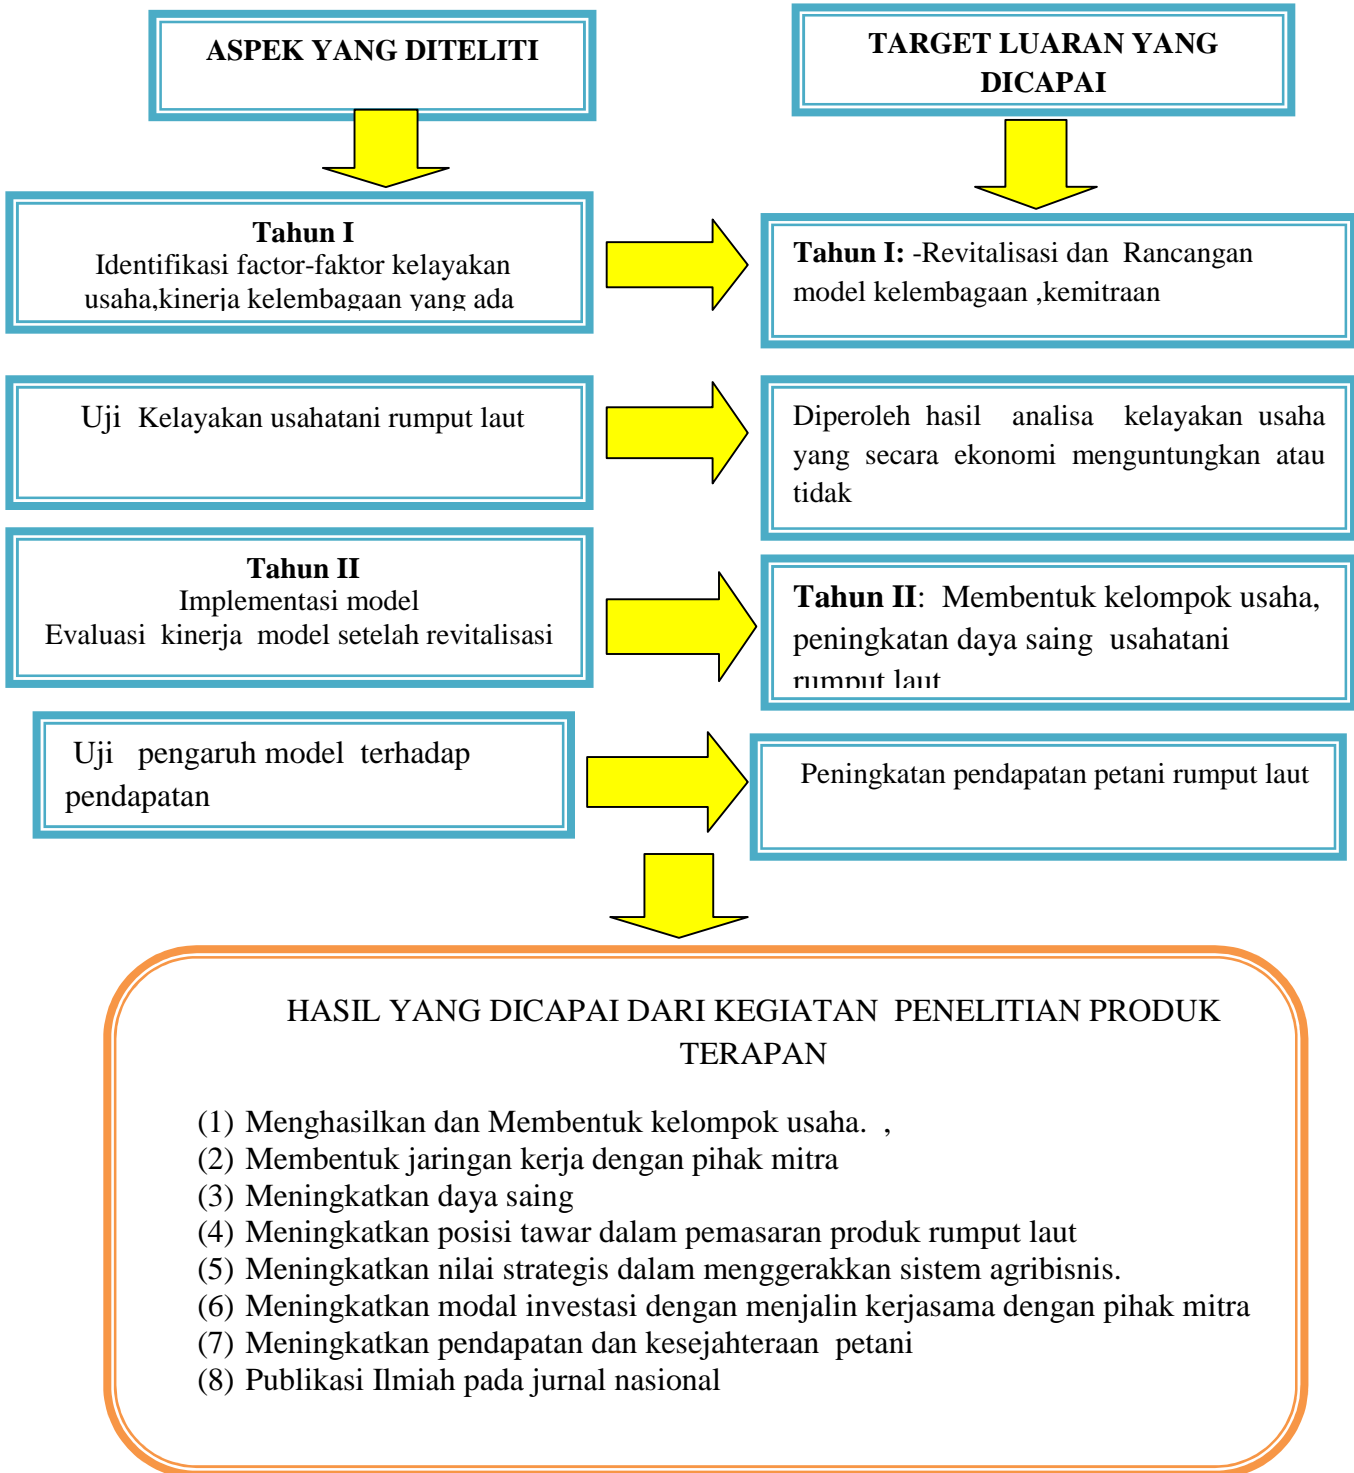 ASPEK YANG DITELITI
TARGET LUARAN YANG
DICAPAI
Tahun I
Identifikasi factor-faktor kelayakan
usaha,kinerja kelembagaan yang ada
Tahun I: -Revitalisasi dan Rancangan
model kelembagaan ,kemitraan
Uji Kelayakan usahatani rumput laut
Diperoleh hasil analisa kelayakan usaha
yang secara ekonomi menguntungkan atau
tidak
Tahun II
Implementasi model
Evaluasi kinerja model setelah revitalisasi
Tahun II: Membentuk kelompok usaha,
peningkatan daya saing usahatani
rumput laut
Uji pengaruh model terhadap
pendapatan
Peningkatan pendapatan petani rumput laut
HASIL YANG DICAPAI DARI KEGIATAN PENELITIAN PRODUK
TERAPAN
(1) Menghasilkan dan Membentuk kelompok usaha. ,
(2) Membentuk jaringan kerja dengan pihak mitra
(3) Meningkatkan daya saing
(4) Meningkatkan posisi tawar dalam pemasaran produk rumput laut
(5) Meningkatkan nilai strategis dalam menggerakkan sistem agribisnis.
(6) Meningkatkan modal investasi dengan menjalin kerjasama dengan pihak mitra
(7) Meningkatkan pendapatan dan kesejahteraan petani
(8) Publikasi Ilmiah pada jurnal nasional